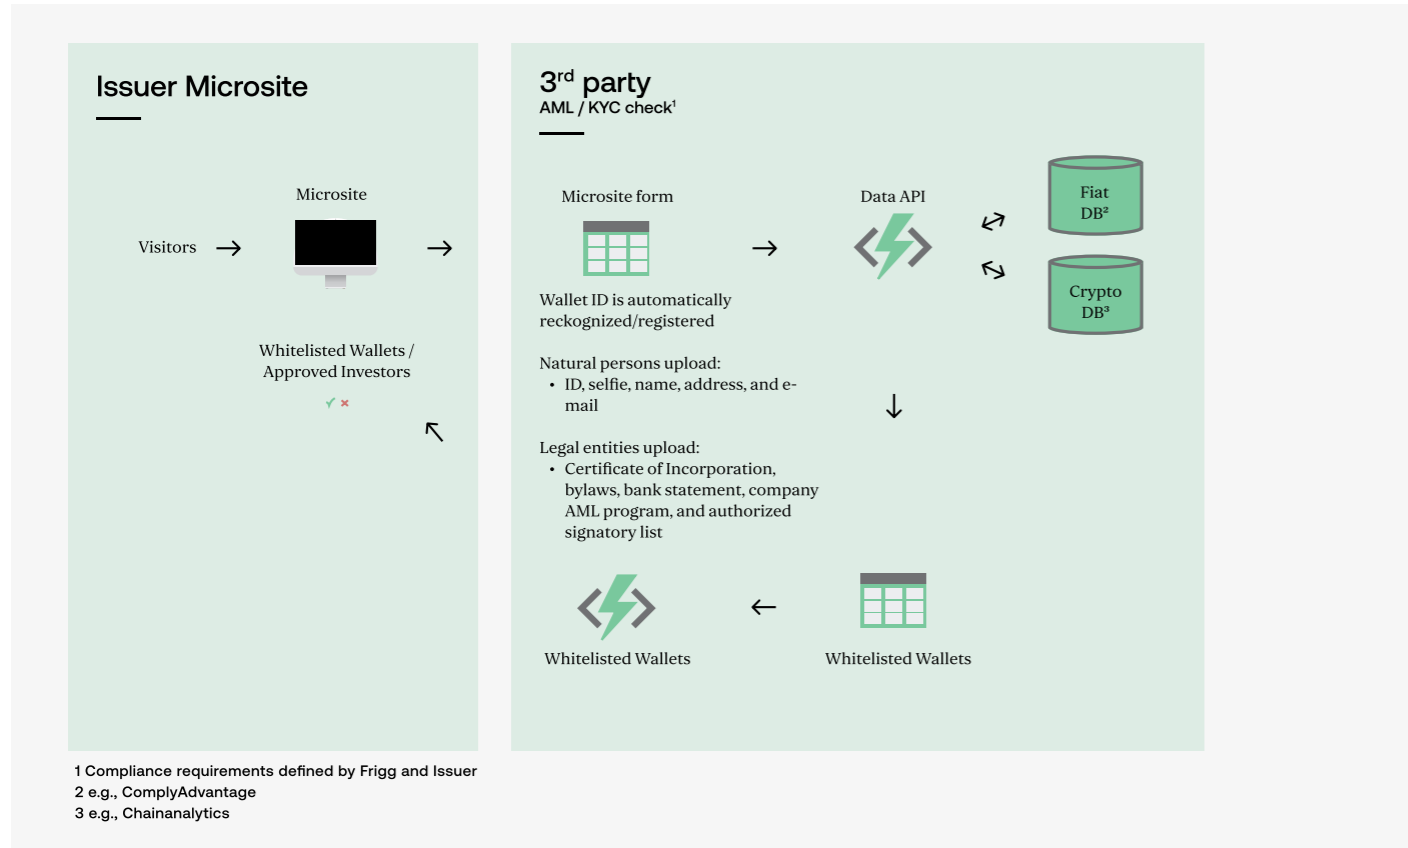 Issuer Microsite
Microsite
Visitors
Whitelisted Wallets /
Approved Investors
3rd party
AML / KYC check¹
Microsite form
Wallet ID is automatically
reckognized/registered
Natural persons upload:
• ID, selfie, name, address, and e-
mail
Legal entities upload:
• Certificate of Incorporation,
bylaws, bank statement, company
AML program, and authorized
signatory list
Data API
Fiat
DB²
Crypto
DB³
Whitelisted Wallets
Whitelisted Wallets
1 Compliance requirements defined by Frigg and Issuer
2 e.g., ComplyAdvantage
3 e.g., Chainanalytics